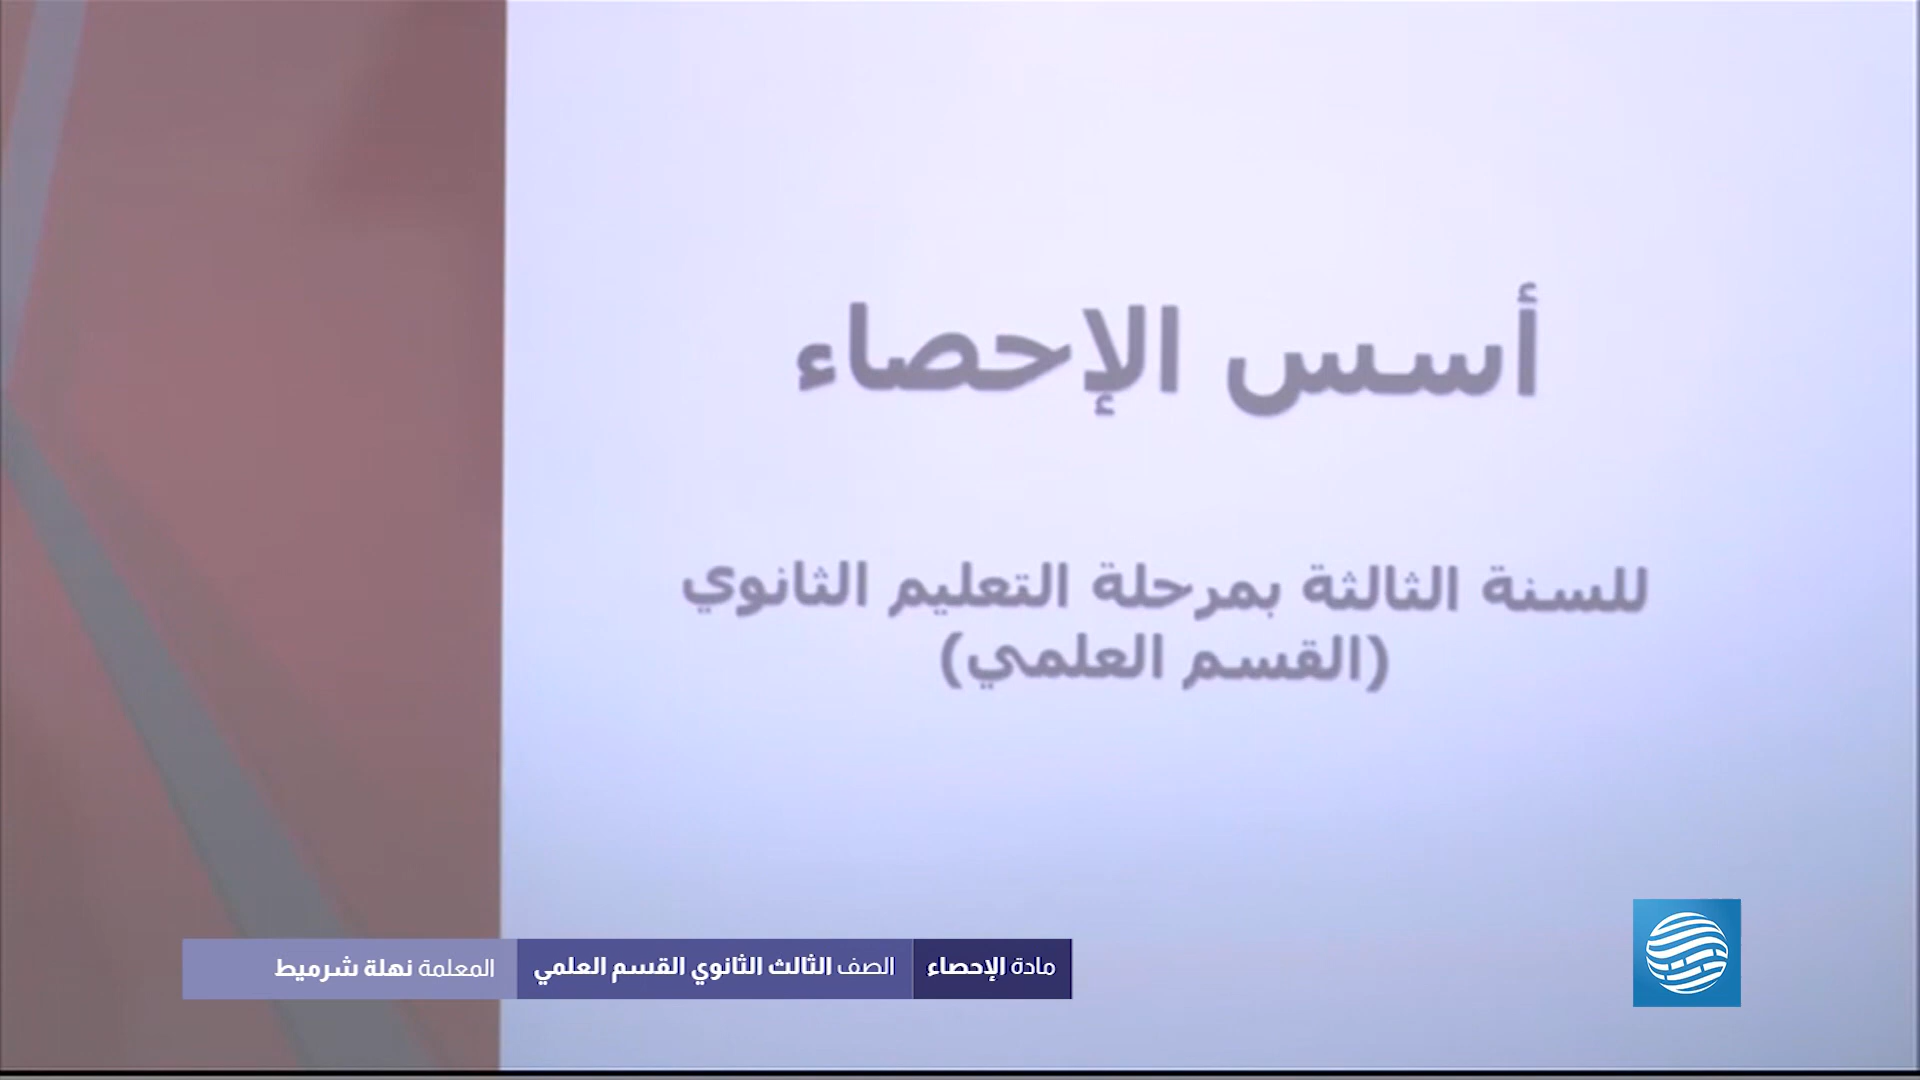 أسس الإحصاء
للسنة الثالثة بمرحلة التعليم الثانوي
(القسم العلمي)
مادة الإحصاء
الصف الثالث الثانوي القسم العلمي
المعلمة نهلة شرميط